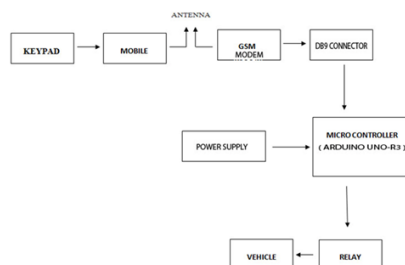 ANTENNA
KEYPAD
MOBILE
GSM
MODEM
DB9 CONNECTOR
POWER SUPPLY
MICRO CONTROLLER
( ARDUINO UNO-R3 )
VEHICLE
RELAY